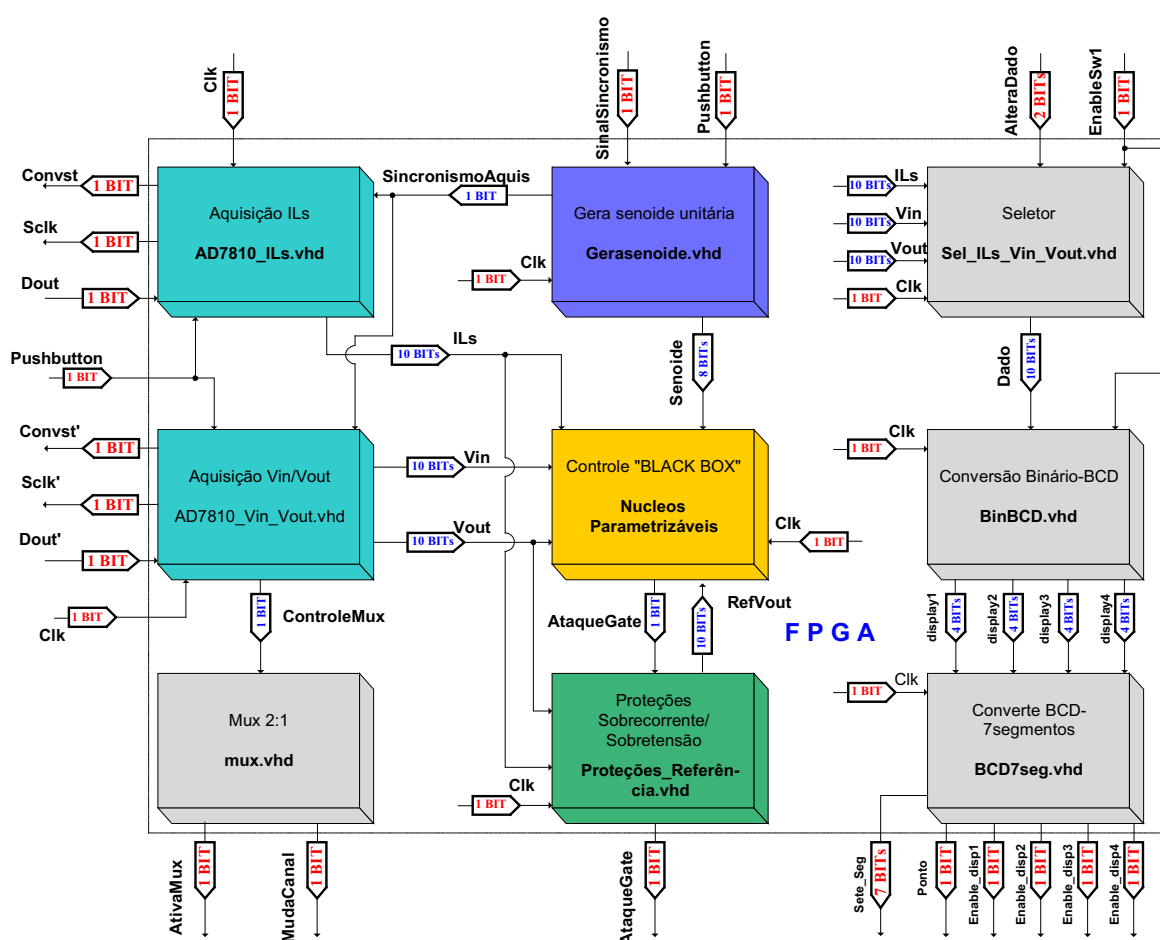 Clk
1 BIT
SinalSincronismo
1 BIT
Pushbutton
1 BIT
AlteraDado
2 BITs
EnableSw1
1 BIT
Convst
1 BIT
Sclk
1 BIT
Dout
1 BIT
Aquisição ILs
AD7810_ILs.vhd
SincronismoAquis
1 BIT
Clk
1 BIT
Gera senoide unitária
Gerasenoide.vhd
ILs
10 BITs
Vin
10 BITs
Vout
10 BITs
Clk
1 BIT
Seletor
Sel_ILs_Vin_Vout.vhd
Pushbutton
1 BIT
ILs
10 BITs
Senoide
8 BITs
Dado
10 BITs
Convst'
1 BIT
Sclk'
1 BIT
Dout'
1 BIT
Clk
1 BIT
Aquisição Vin/Vout
AD7810_Vin_Vout.vhd
Vin
10 BITs
Vout
10 BITs
Controle "BLACK BOX"
Nucleos
Parametrizáveis
Clk
1 BIT
Clk
1 BIT
Conversão Binário-BCD
BinBCD.vhd
ControleMux
1 BIT
AtaqueGate
1 BIT
RefVout
10 BITs
F P G A
display1
4 BITs
display2
4 BITs
display3
4 BITs
display4
4 BITs
Mux 2:1
mux.vhd
Proteções
Sobrecorrente/
Sobretensão
Proteções_Referên-
cia.vhd
Clk
1 BIT
Clk
1 BIT
Converte BCD-
7segmentos
BCD7seg.vhd
AtivaMux
1 BIT
MudaCanal
1 BIT
AtaqueGate
1 BIT
Sete_Seg
7 BITs
Ponto
1 BIT
Enable_disp1
1 BIT
Enable_disp2
1 BIT
Enable_disp3
1 BIT
Enable_disp4
1 BIT